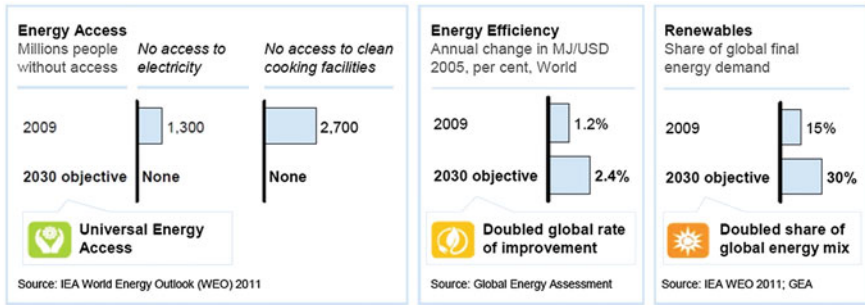 Energy Access
Millions people
without access
No access to
electricity
No access to clean
cooking facilities
2009
1,300
2,700
2030 objective
None
None
Universal Energy
Access
Source: IEA World Energy Outlook (WEO) 2011
Energy Efficiency
Annual change in MJ/USD
2005, per cent, World
2009
1.2%
2030 objective
2.4%
Doubled global rate
of improvement
Source: Global Energy Assessment
Renewables
Share of global final
energy demand
2009
15%
2030 objective
30%
Doubled share of
global energy mix
Source: IEA WEO 2011; GEA